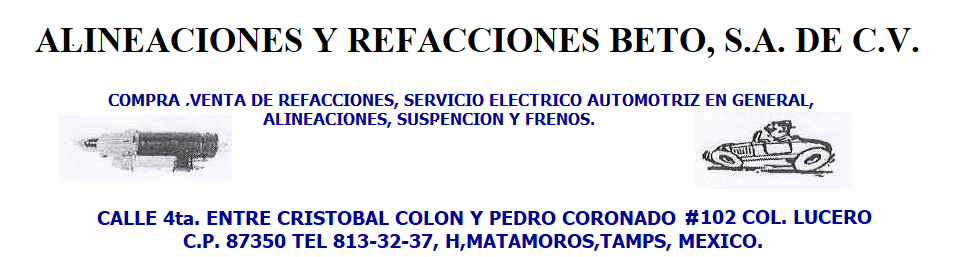 ALINEACIONES Y REFACCIONES BETO, S.A. DE C.V.
COMPRA .VENTA DE REFACCIONES, SERVICIO ELECTRICO AUTOMOTRIZ EN GENERAL,
ALINEACIONES, SUSPENCION Y FRENOS.
CALLE 4ta. ENTRE CRISTOBAL COLON Y PEDRO CORONADO #102 COL. LUCERO
C.P. 87350 TEL 813-32-37, H,MATAMOROS,TAMPS, MEXICO.